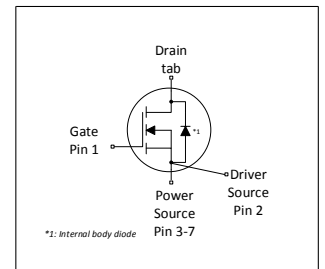 Drain
tab
*1
Gate
Pin 1
Driver
Source
Pin 2
Power
Source
Pin 3-7
*1: Internal body diode